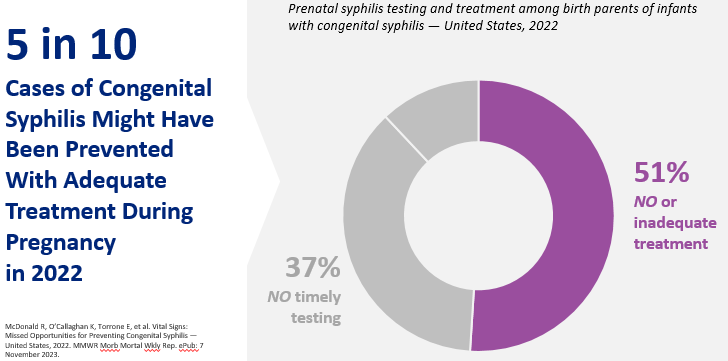 5 in 10
Cases of Congenital
Syphilis Might Have
Been Prevented
With Adequate
Treatment During
Pregnancy
in 2022
McDonald R, O'Callaghan K, Torrone E, et al. Vital Signs:
Missed Opportunities for Preventing Congenital Syphilis —
United States, 2022. MMWR Morb Mortal Wkly Rep. ePub: 7
November 2023.
Prenatal syphilis testing and treatment among birth parents of infants
with congenital syphilis — United States, 2022
51%
NO or
inadequate
treatment
37%
NO timely
testing